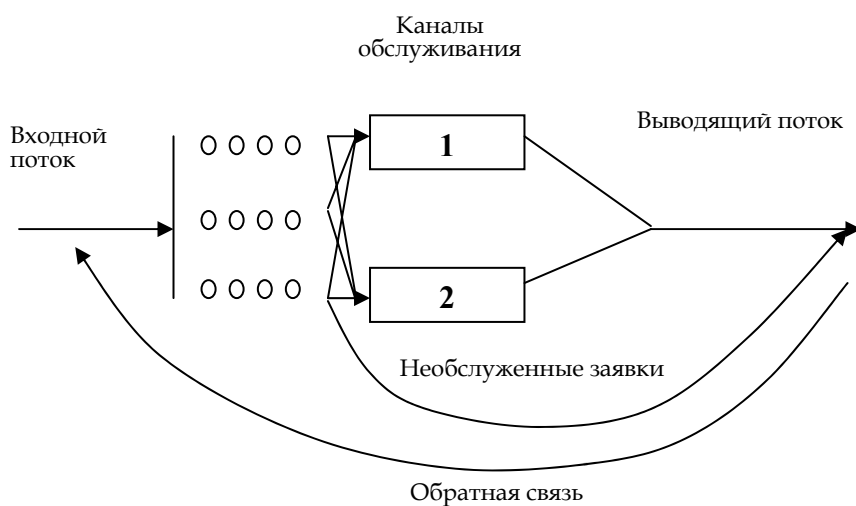 Каналы
обслуживания
Входной
поток
Выводящий поток
1
2
Необслуженные заявки
Обратная связь